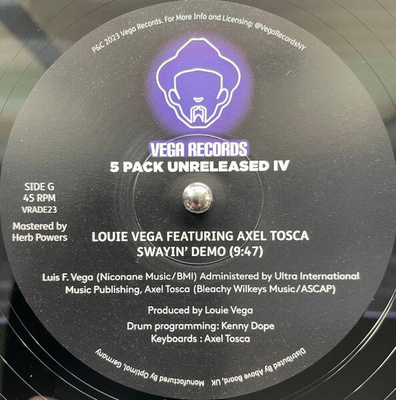 P&C 2023 Vega Records. For More Info and Licensing: @VegaRecordsNY
VEGA RECORDS
5 PACK UNRELEASED IV
SIDE G
45 RPM
VRADE23
Mastered by
Herb Powers
LOUIE VEGA FEATURING AXEL TOSCA
SWAYIN' DEMO (9:47)
Luis F. Vega (Niconane Music/BMI) Administered by Ultra International
Music Publishing, Axel Tosca (Bleachy Wilkeys Music/ASCAP)
Produced by Louie Vega
Drum programming: Kenny Dope
Keyboards : Axel Tosca
Manufactured by Optimal, Germany
Distributed By Above Board, UK